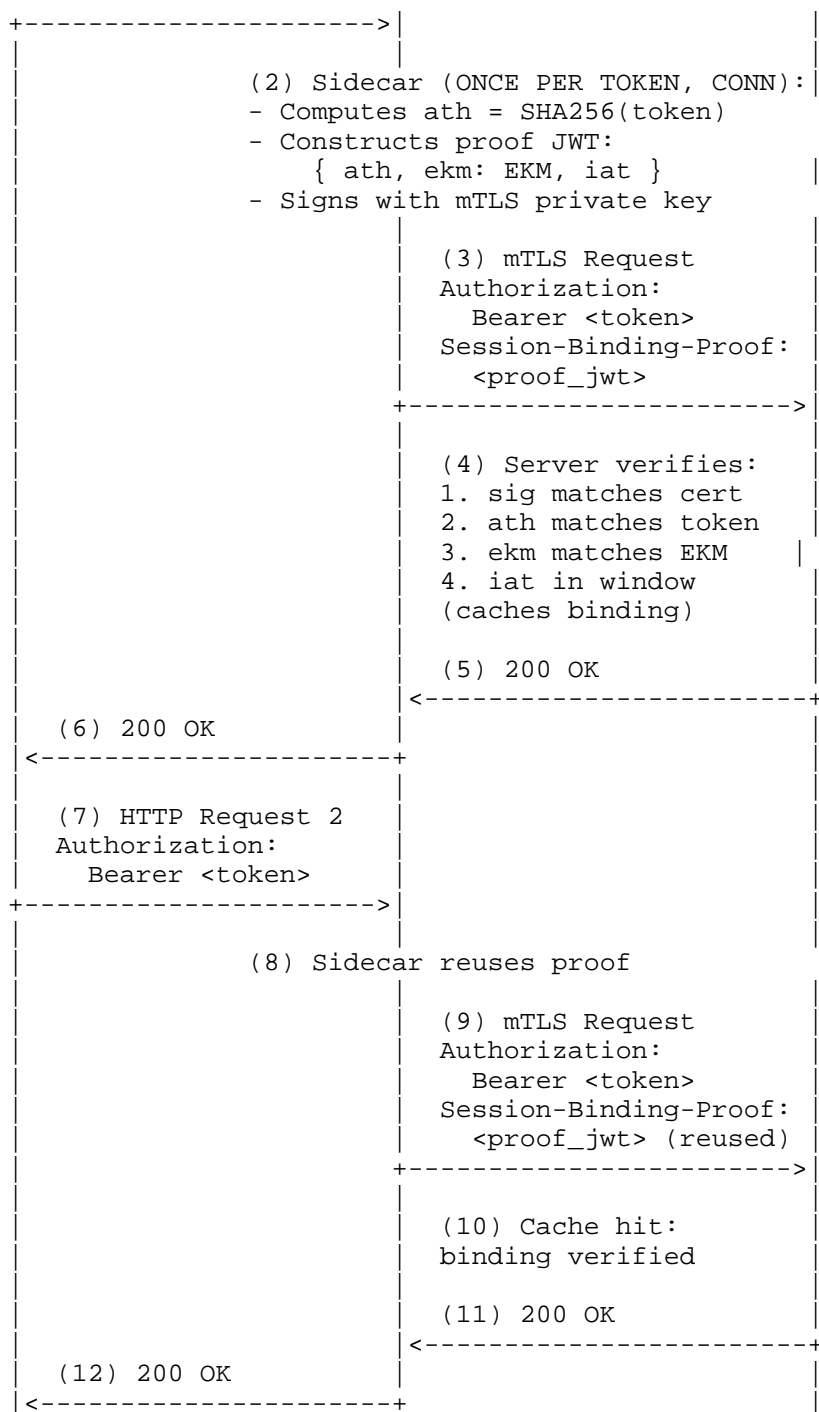 (2) Sidecar (ONCE PER TOKEN, CONN):
- Computes ath = SHA256(token)
- Constructs proof JWT:
{ ath, ekm: EKM, iat }
- Signs with mTLS private key
(3) mTLS Request
Authorization:
Bearer <token>
Session-Binding-Proof:
<proof_jwt>
(4) Server verifies:
1. sig matches cert
2. ath matches token
3. ekm matches EKM
4. iat in window
(caches binding)
(5) 200 OK
(6) 200 OK
(7) HTTP Request 2
Authorization:
Bearer <token>
(8) Sidecar reuses proof
(9) mTLS Request
Authorization:
Bearer <token>
Session-Binding-Proof:
<proof_jwt> (reused)
(10) Cache hit:
binding verified
(11) 200 OK
(12) 200 OK